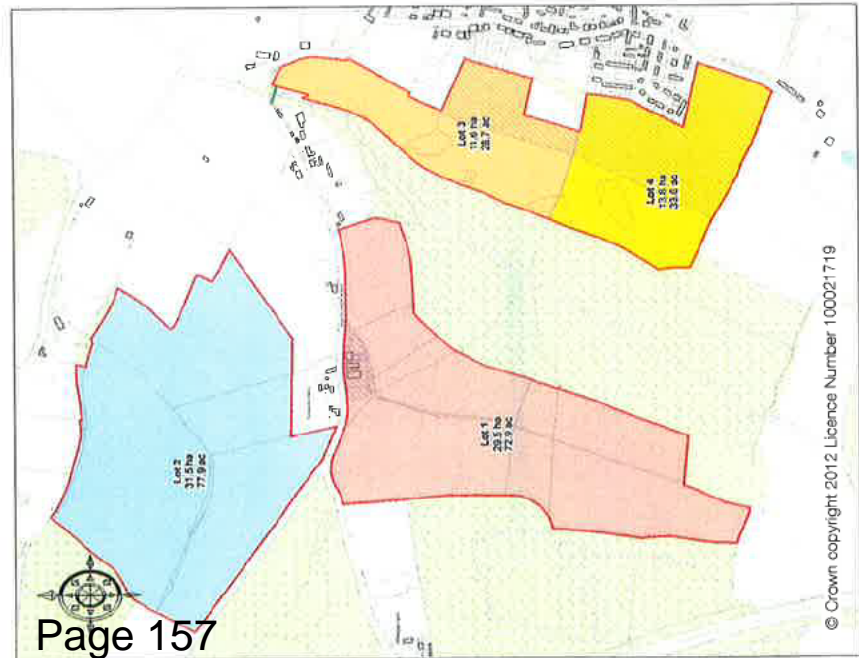 Lot 3
11.6 ha
28.7 ac
Lot 4
13.6 ha
33.6 ac
Lot 2
31.5 ha
77.9 ac
Lot 1
29.5 ha
72.9 ac
© Crown copyright 2012 Licence Number 100021719
Page 157